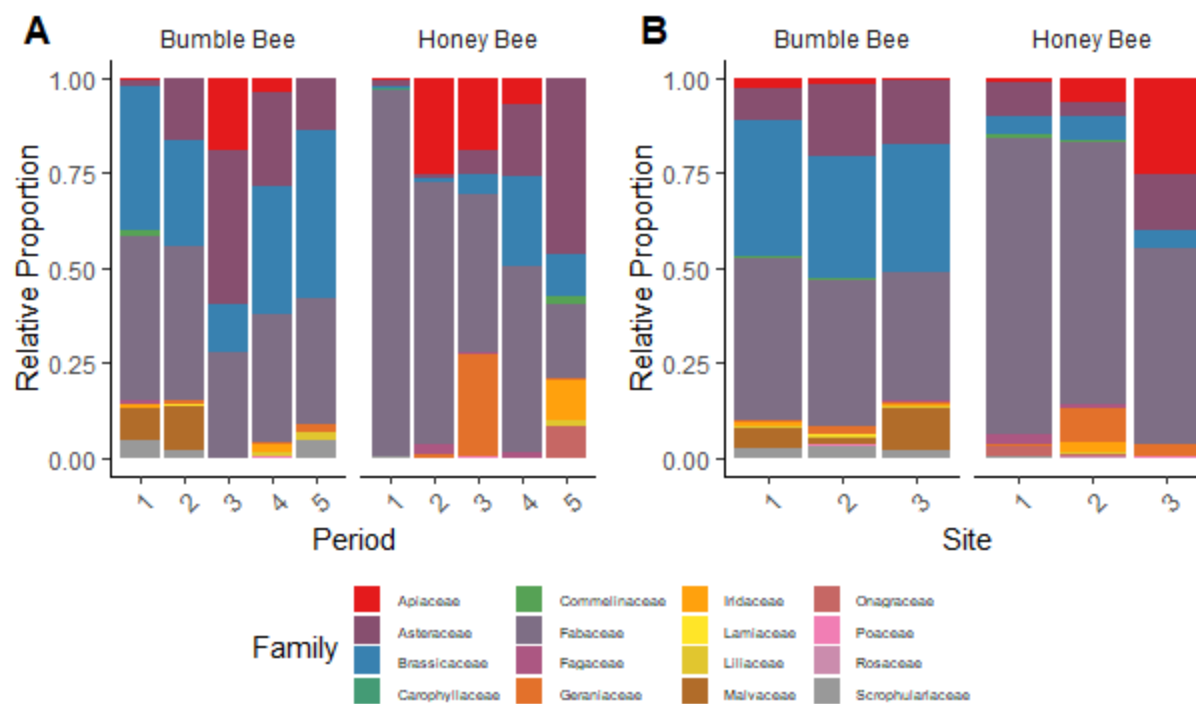 A
Bumble Bee Honey Bee
B
Bumble Bee Honey Bee
Relative Proportion
1.00
0.75
0.50
0.25
0.00
1 2 3 4 5 1 2 3 4 5
Period
Relative Proportion
1.00
0.75
0.50
0.25
0.00
1 2 3 1 2 3
Site
Family
Apiaceae Commelinaceae Iridaceae Onagraceae
Asteraceae Fabaceae Lamiaceae Poaceae
Brassicaceae Fagaceae Liliaceae Rosaceae
Carophyllaceae Geraniaceae Malvaceae Scrophulariaceae